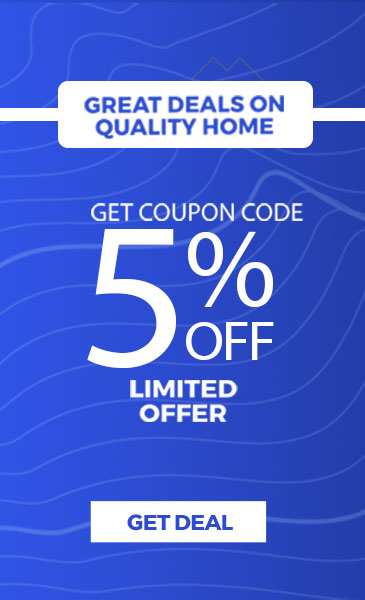 GREAT DEALS ON
QUALITY HOME
GET COUPON CODE
5%
OFF
LIMITED
OFFER
GET DEAL